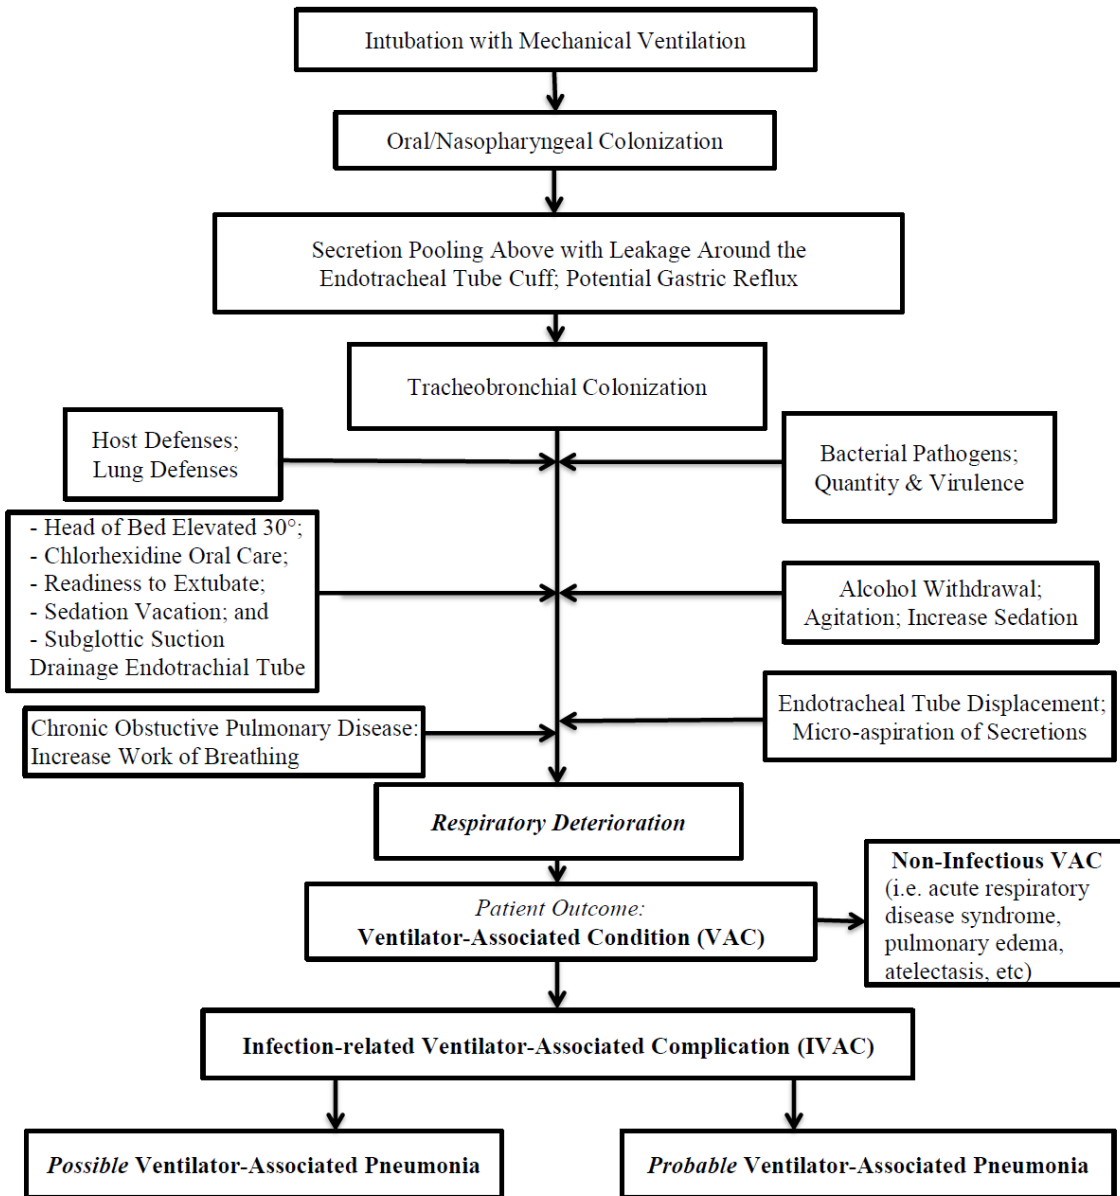 Intubation with Mechanical Ventilation
Oral/Nasopharyngeal Colonization
Secretion Pooling Above with Leakage Around the
Endotracheal Tube Cuff; Potential Gastric Reflux
Tracheobronchial Colonization
Host Defenses;
Lung Defenses
Bacterial Pathogens;
Quantity & Virulence
- Head of Bed Elevated 30°;
- Chlorhexidine Oral Care;
- Readiness to Extubate;
- Sedation Vacation; and
- Subglottic Suction
Drainage Endotrachial Tube
Alcohol Withdrawal;
Agitation; Increase Sedation
Chronic Obstuctive Pulmonary Disease:
Increase Work of Breathing
Endotracheal Tube Displacement;
Micro-aspiration of Secretions
Respiratory Deterioration
Patient Outcome:
Ventilator-Associated Condition (VAC)
Non-Infectious VAC
(i.e. acute respiratory
disease syndrome,
pulmonary edema,
atelectasis, etc)
Infection-related Ventilator-Associated Complication (IVAC)
Possible Ventilator-Associated Pneumonia
Probable Ventilator-Associated Pneumonia